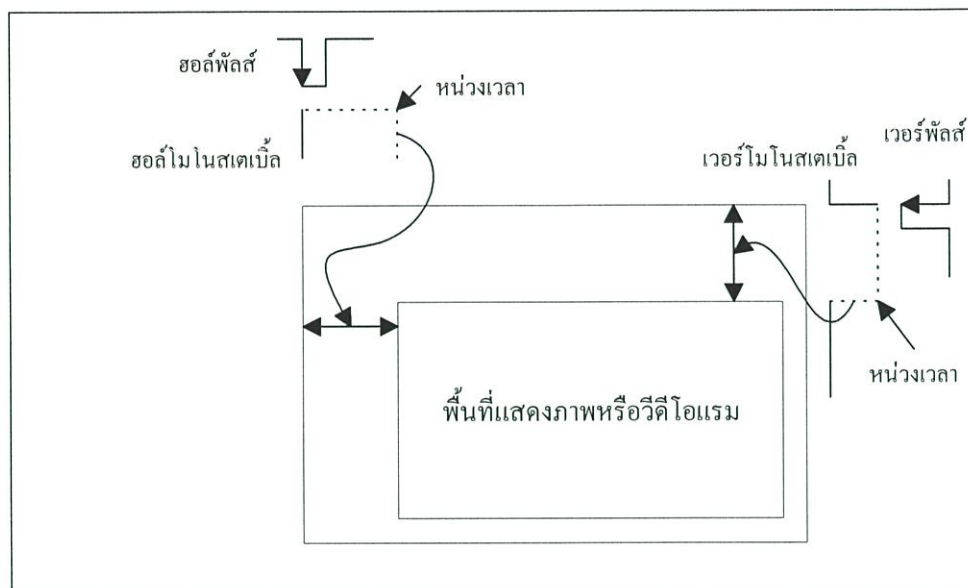 ฮอล์พัลส์
หน่วงเวลา
ฮอล์โมโนสเตเบิ้ล
เวอร์พัลส์
เวอร์โมโนสเตเบิ้ล
หน่วงเวลา
พื้นที่แสดงภาพหรือวีดีโอแรม